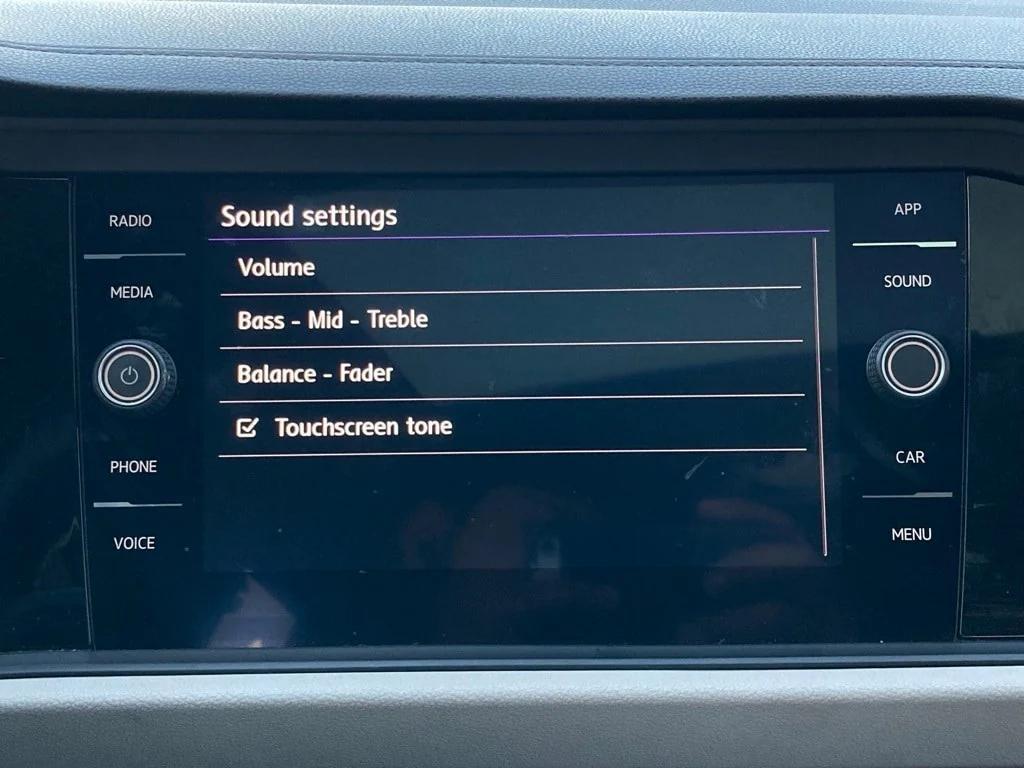 RADIO
MEDIA
PHONE
VOICE
Sound settings
Volume
Bass - Mid - Treble
Balance - Fader
Touchscreen tone
APP
SOUND
CAR
MENU